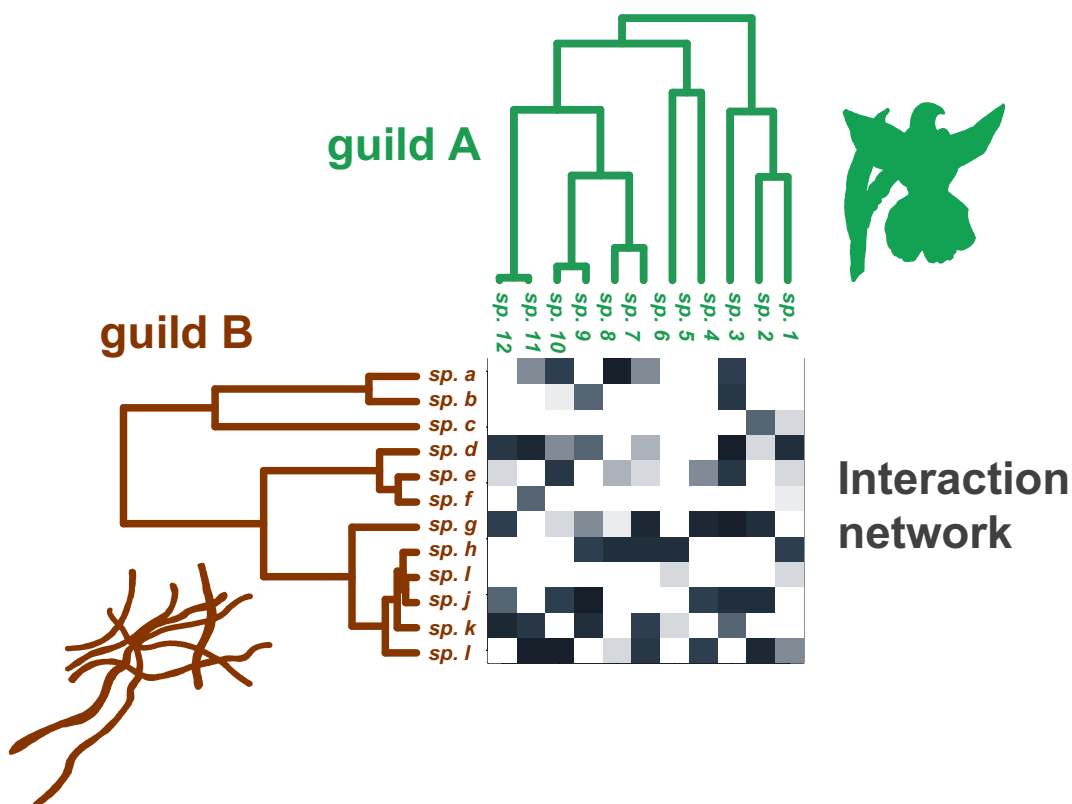 guild A
sp. 12
sp. 11
sp. 10
sp. 9
sp. 8
sp. 7
sp. 6
sp. 5
sp. 4
sp. 3
sp. 2
sp. 1
guild B
sp. a
sp. b
sp. c
sp. d
sp. e
sp. f
sp. g
sp. h
sp. I
sp. j
sp. k
sp. l
Interaction
network